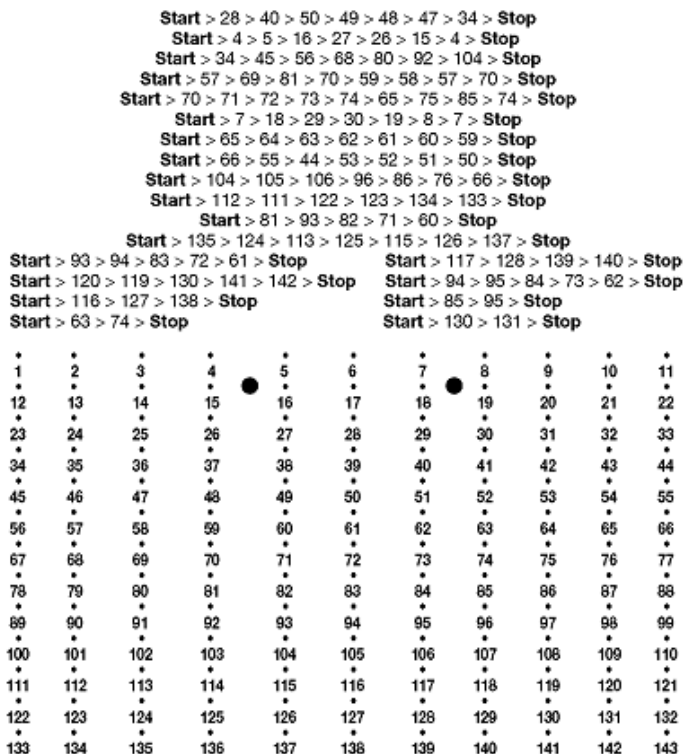 Start > 28 > 40 > 50 > 49 > 48 > 47 > 34 > Stop
Start > 4 > 5 > 16 > 27 > 26 > 15 > 4 > Stop
Start > 34 > 45 > 56 > 68 > 80 > 92 > 104 > Stop
Start > 57 > 69 > 81 > 70 > 59 > 58 > 57 > 70 > Stop
Start > 70 > 71 > 72 > 73 > 74 > 65 > 75 > 85 > 74 > Stop
Start > 7 > 18 > 29 > 30 > 19 > 8 > 7 > Stop
Start > 65 > 64 > 63 > 62 > 61 > 60 > 59 > Stop
Start > 66 > 55 > 44 > 53 > 52 > 51 > 50 > Stop
Start > 104 > 105 > 106 > 96 > 86 > 76 > 66 > Stop
Start > 112 > 111 > 122 > 123 > 134 > 133 > Stop
Start > 81 > 93 > 82 > 71 > 60 > Stop
Start > 135 > 124 > 113 > 125 > 115 > 126 > 137 > Stop
Start > 93 > 94 > 83 > 72 > 61 > Stop Start > 117 > 128 > 139 > 140 > Stop
Start > 120 > 119 > 130 > 141 > 142 > Stop Start > 94 > 95 > 84 > 73 > 62 > Stop
Start > 116 > 127 > 138 > Stop Start > 85 > 95 > Stop
Start > 63 > 74 > Stop Start > 130 > 131 > Stop
1 2 3 4 5 6 7 8 9 10 11
12 13 14 15 16 17 18 19 20 21 22
23 24 25 26 27 28 29 30 31 32 33
34 35 36 37 38 39 40 41 42 43 44
45 46 47 48 49 50 51 52 53 54 55
56 57 58 59 60 61 62 63 64 65 66
67 68 69 70 71 72 73 74 75 76 77
78 79 80 81 82 83 84 85 86 87 88
89 90 91 92 93 94 95 96 97 98 99
100 101 102 103 104 105 106 107 108 109 110
111 112 113 114 115 116 117 118 119 120 121
122 123 124 125 126 127 128 129 130 131 132
133 134 135 136 137 138 139 140 141 142 143